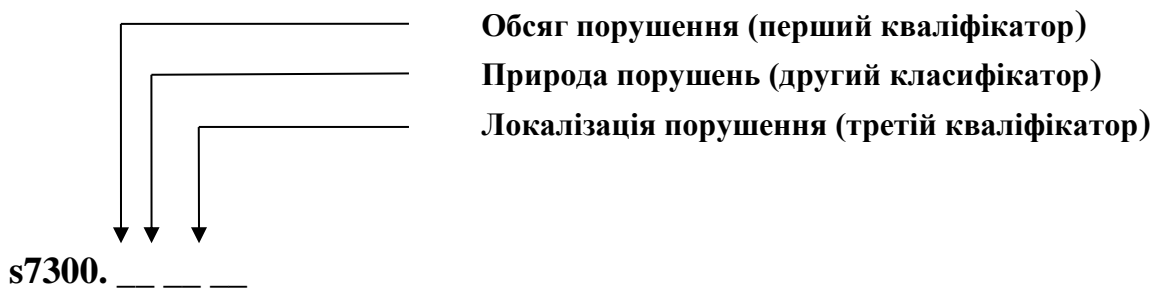 Обсяг порушення (перший кваліфікатор)
Природа порушень (другий класифікатор)
Локалізація порушення (третій кваліфікатор)
s7300. __ __ __